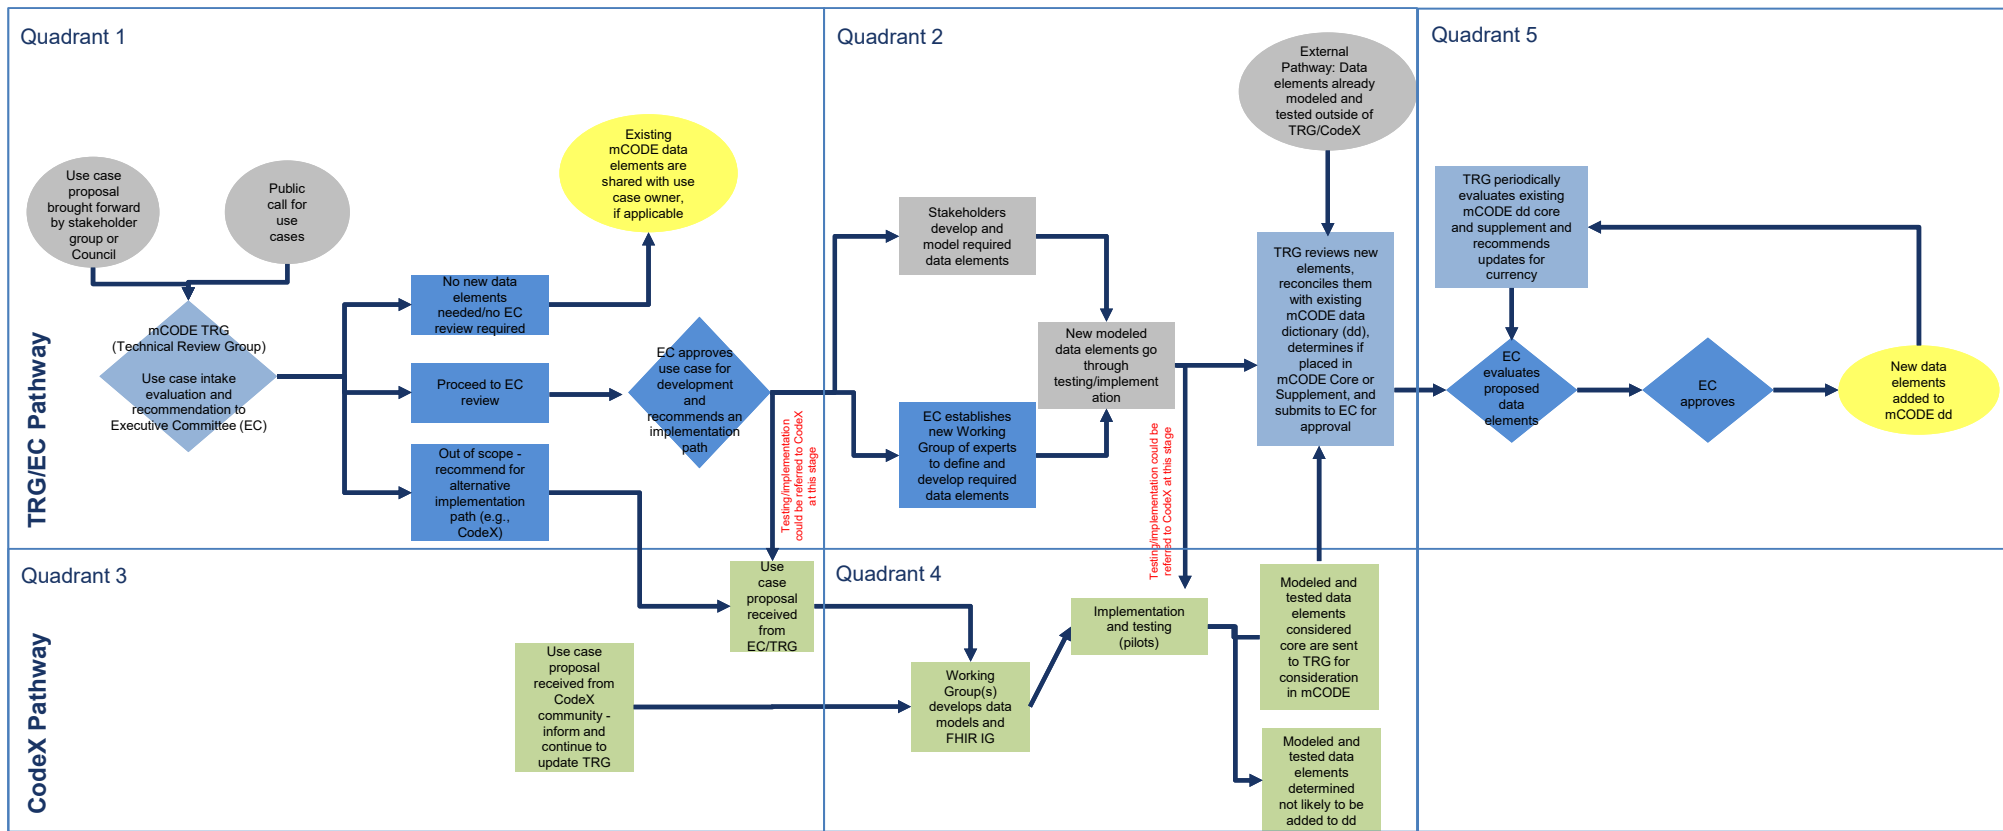 Quadrant 1
Use case
proposal
brought forward
by stakeholder
group or
Council
Public
call for
use
cases
Existing
mCODE data
elements are
shared with use
case owner,
if applicable
mCODE TRG
(Technical Review Group)
Use case intake
evaluation and
recommendation to
Executive Committee (EC)
No new data
elements
needed/no EC
review required
Proceed to EC
review
Out of scope -
recommend for
alternative
implementation
path (e.g.,
CodeX)
EC approves
use case for
development
and
recommends an
implementation
path
Testing/implementation
could be referred to CodeX
at this stage
TRG/EC Pathway
Quadrant 2
Stakeholders
develop and
model required
data elements
EC establishes
new Working
Group of experts
to define and
develop required
data elements
New modeled
data elements go
through
testing/implement
ation
Testing/implementation could be
referred to CodeX at this stage
External
Pathway: Data
elements already
modeled and
tested outside of
TRG/CodeX
TRG reviews new
elements,
reconciles them
with existing
mCODE data
dictionary (dd),
determines if
placed in
mCODE Core or
Supplement, and
submits to EC for
approval
Quadrant 5
TRG periodically
evaluates existing
mCODE dd core
and supplement and
recommends
updates for
currency
EC
evaluates
proposed
data
elements
EC
approves
New data
elements
added to
mCODE dd
Quadrant 3
CodeX Pathway
Use
case
proposal
received
from
EC/TRG
Use case
proposal
received from
CodeX
community -
inform and
continue to
update TRG
Quadrant 4
Working
Group(s)
develops data
models and
FHIR IG
Implementation
and testing
(pilots)
Modeled and
tested data
elements
considered
core are sent
to TRG for
consideration
in mCODE
Modeled and
tested data
elements
determined
not likely to be
added to dd